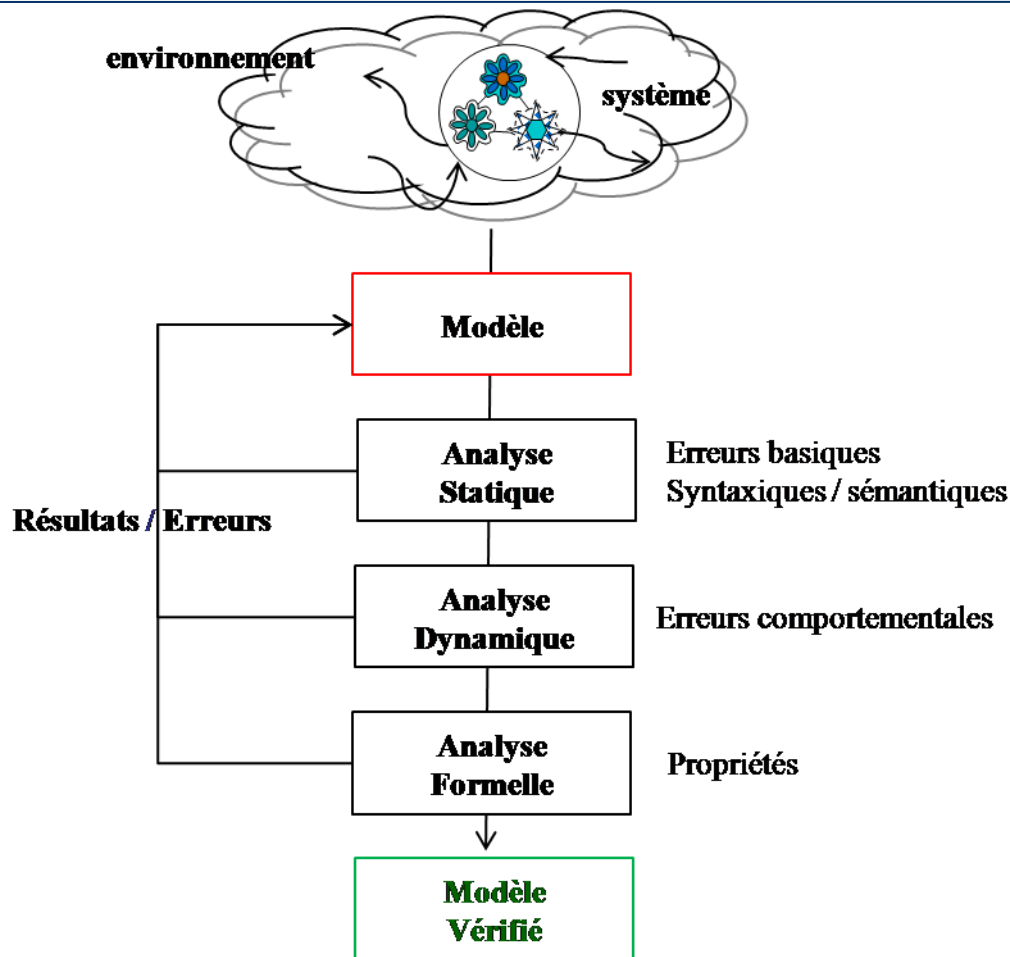 environnement
système
Modèle
Analyse
Statique
Erreurs basiques
Syntaxiques / sémantiques
Résultats / Erreurs
Analyse
Dynamique
Erreurs comportementales
Analyse
Formelle
Propriétés
Modèle
Vérifié